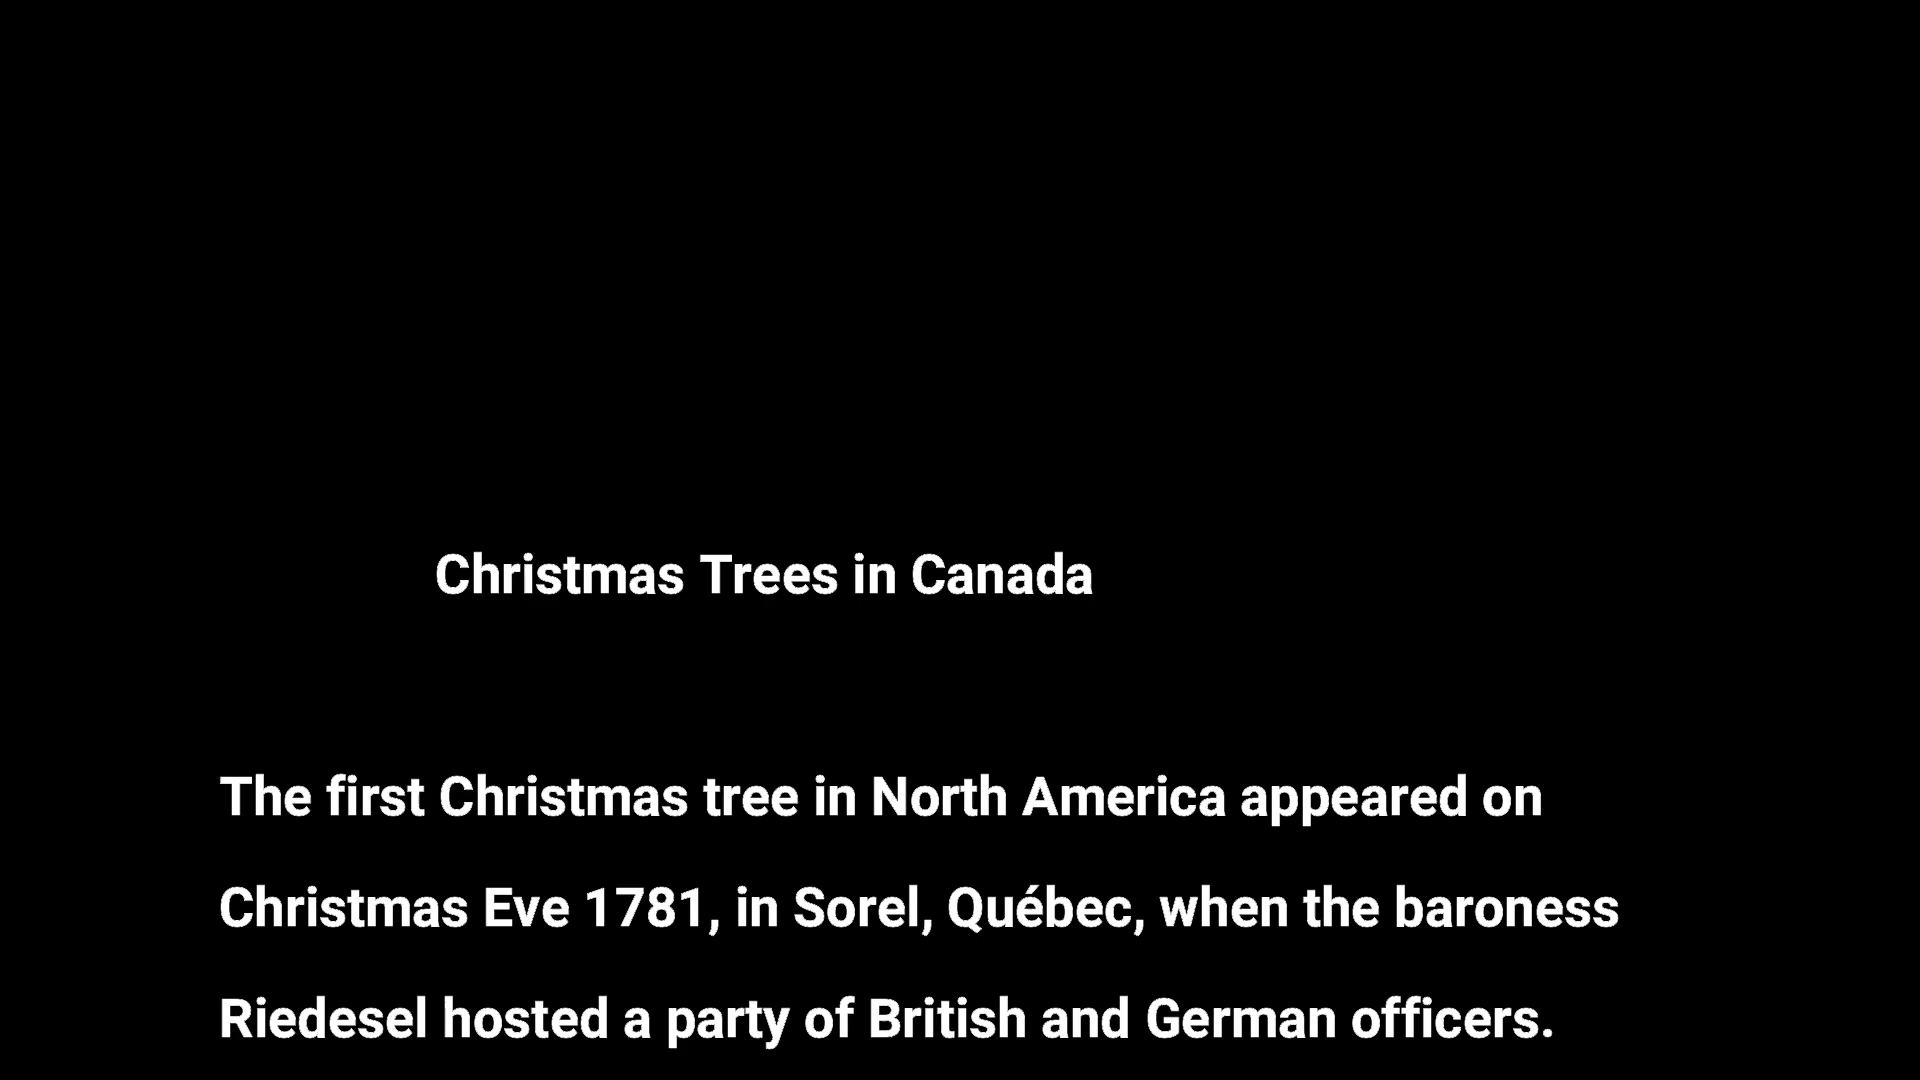 Christmas Trees in Canada
The first Christmas tree in North America appeared on
Christmas Eve 1781, in Sorel, Québec, when the baroness
Riedesel hosted a party of British and German officers.